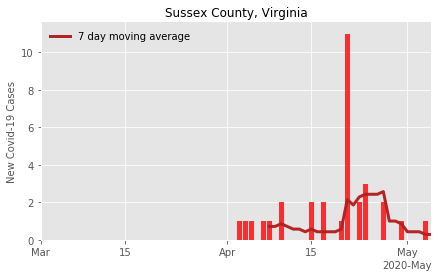 Sussex County, Virginia
7 day moving average
New Covid-19 Cases
10
8
6
4
2
0
Mar 15 Apr 15 May
2020-May